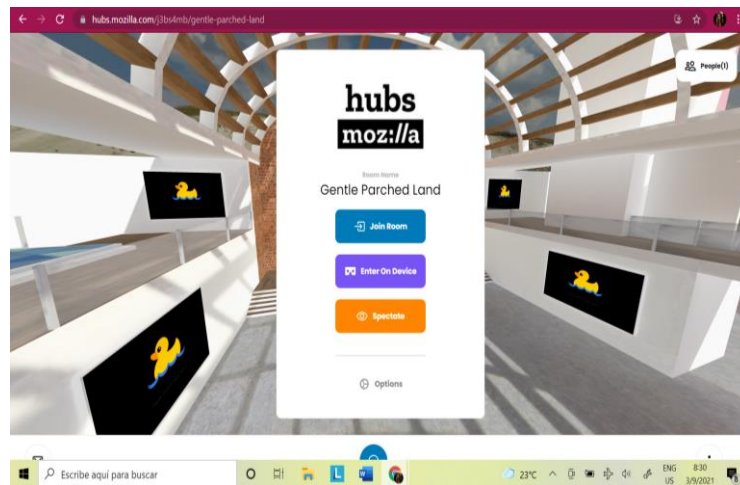 hubs.mozilla.com/j3bs4mb/gentle-parched-land
People(1)
hubs
moz://a
Room Name
Gentle Parched Land
Join Room
Enter On Device
Spectate
Options
Escribe aquí para buscar
L
W
23°C
ENG
8:30
US
3/9/2021